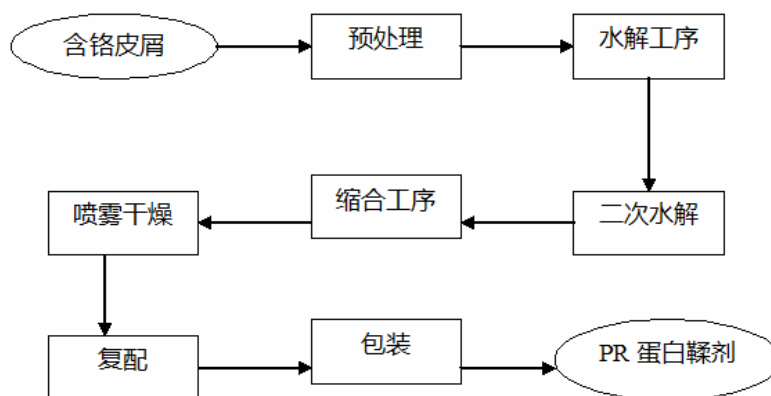 含铬皮屑
预处理
水解工序
二次水解
缩合工序
喷雾干燥
复配
包装
PR 蛋白鞣剂